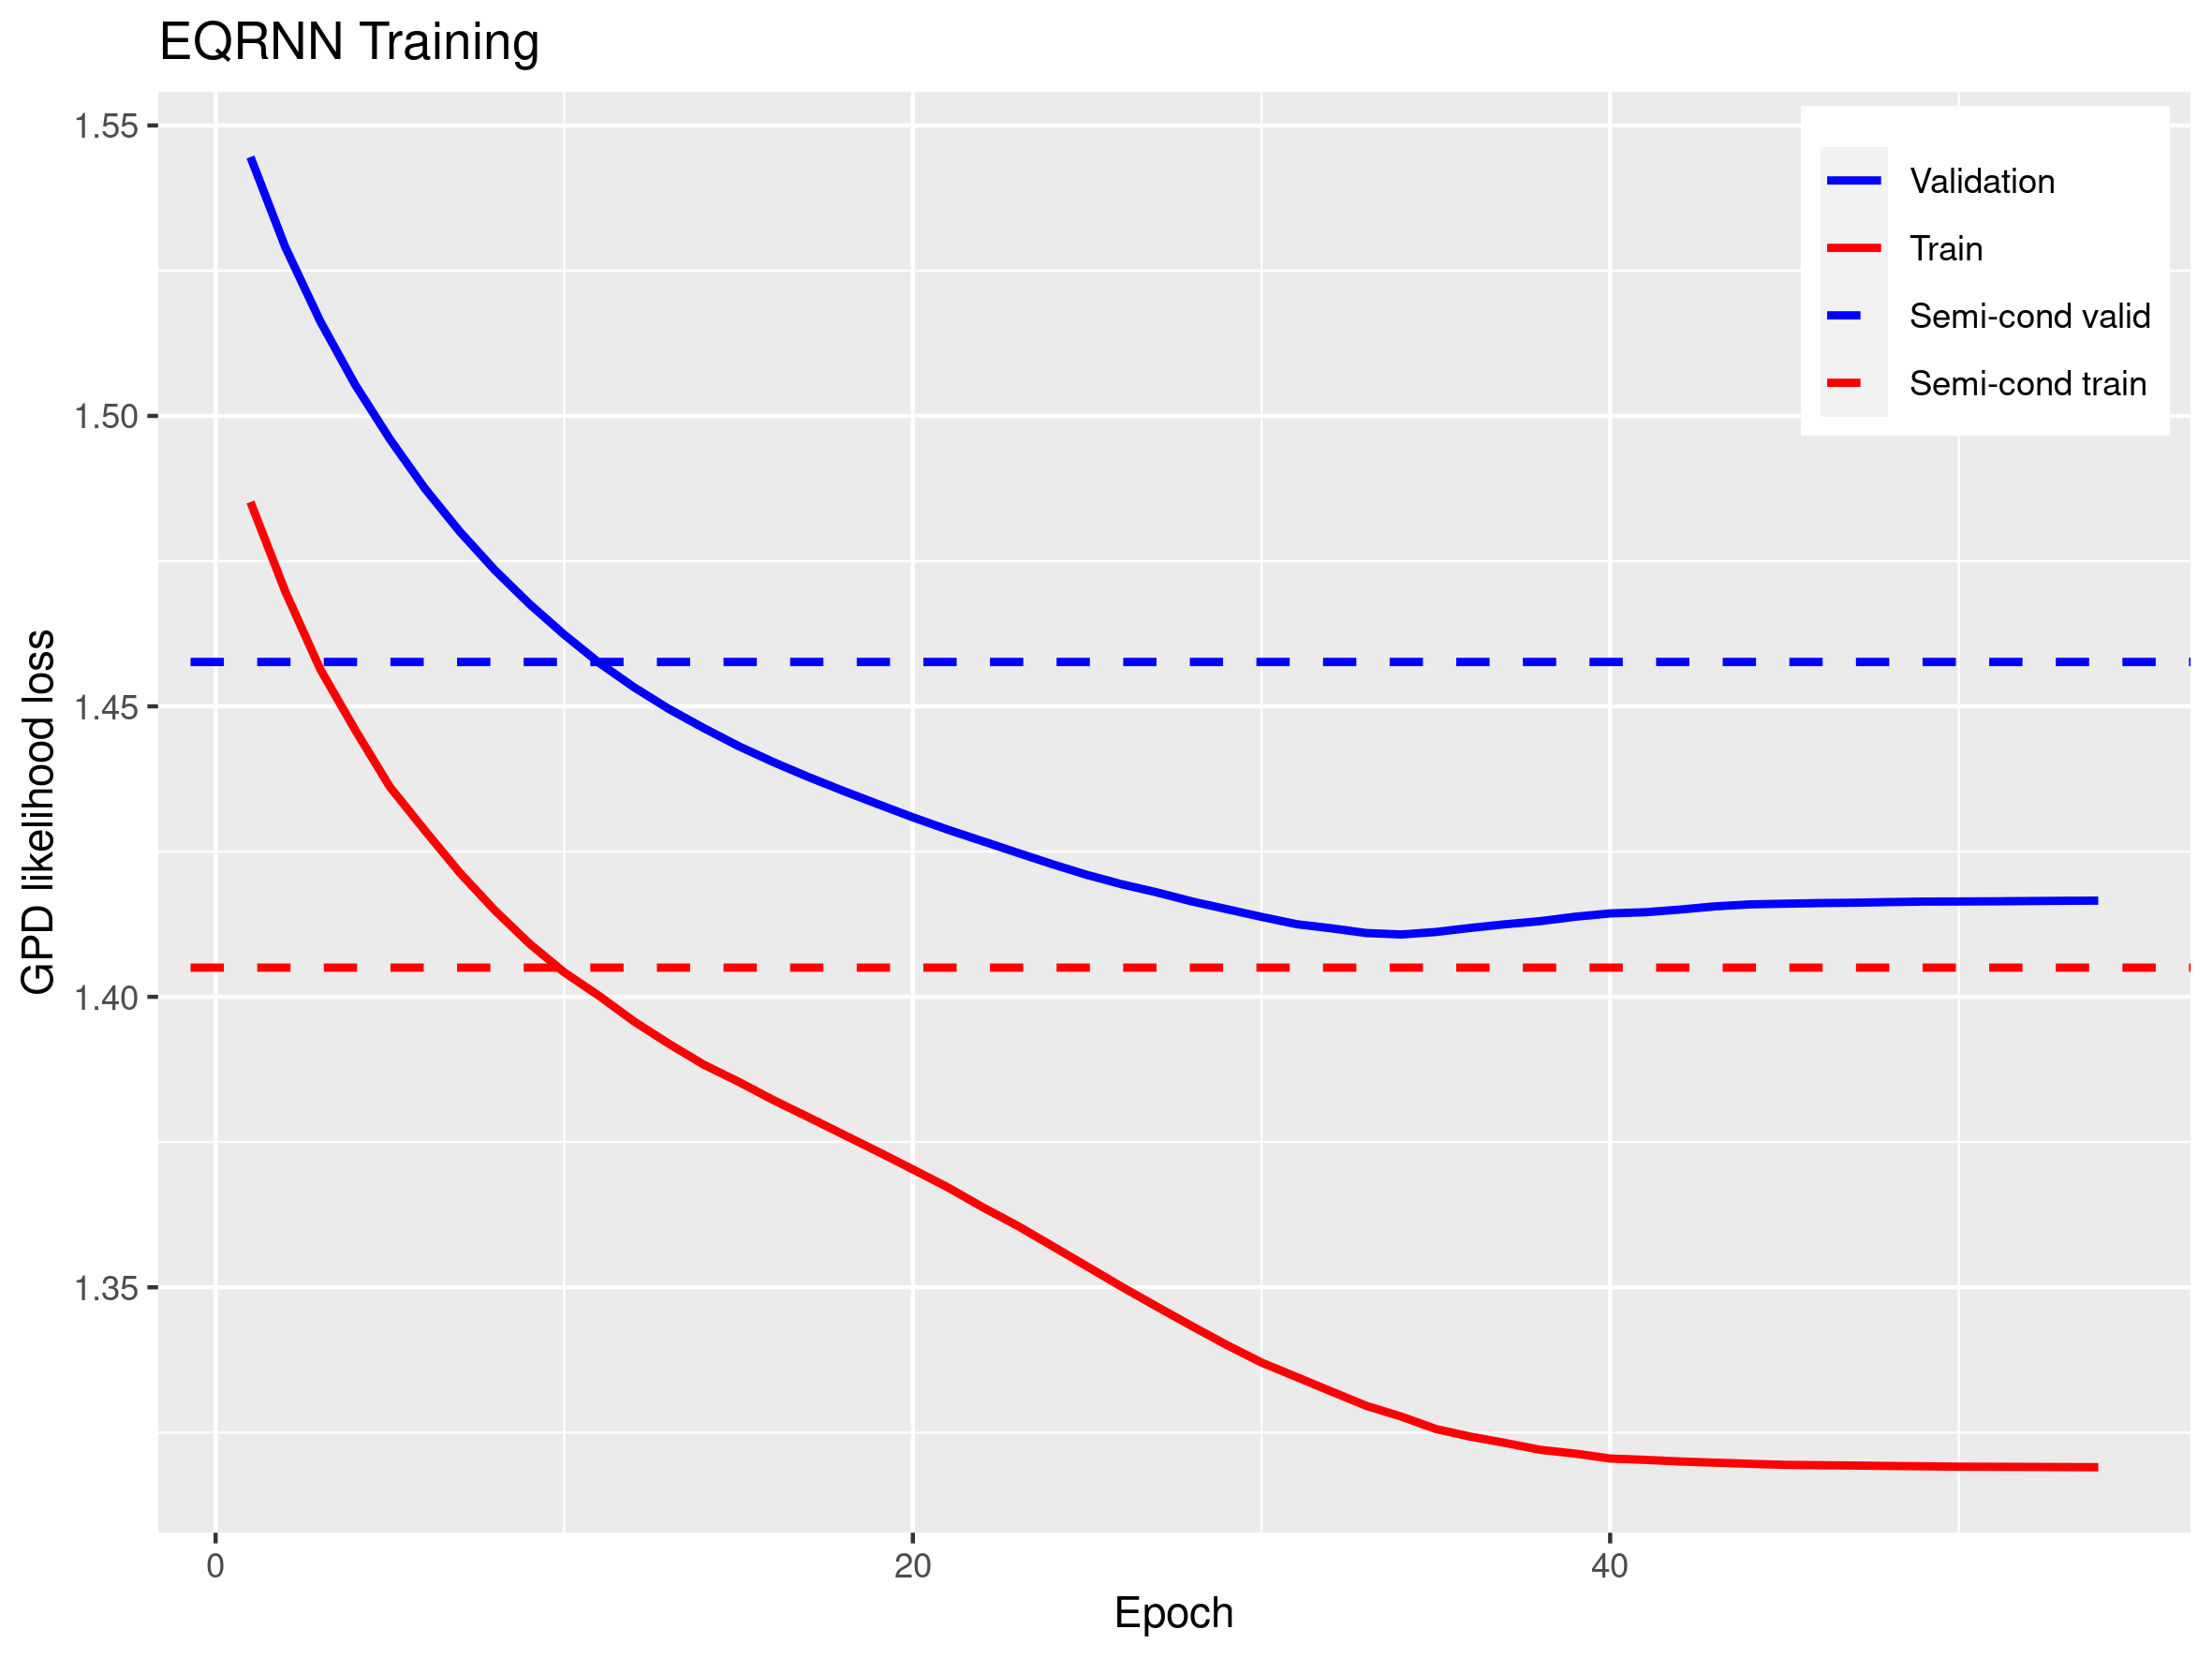 EQRNN Training
GPD likelihood loss
1.55
1.50
1.45
1.40
1.35
Validation
Train
Semi-cond valid
Semi-cond train
0
20
40
Epoch